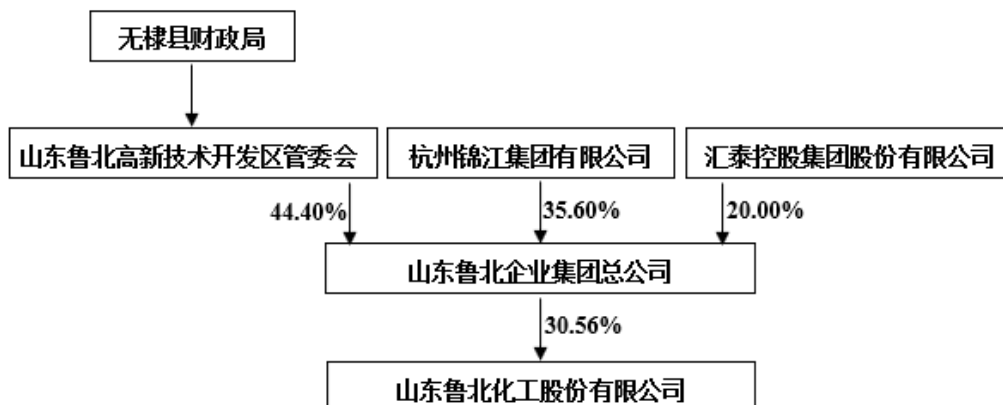 无棣县财政局
山东鲁北高新技术开发区管委会
杭州锦江集团有限公司
汇泰控股集团股份有限公司
44.40%
35.60%
20.00%
山东鲁北企业集团总公司
30.56%
山东鲁北化工股份有限公司